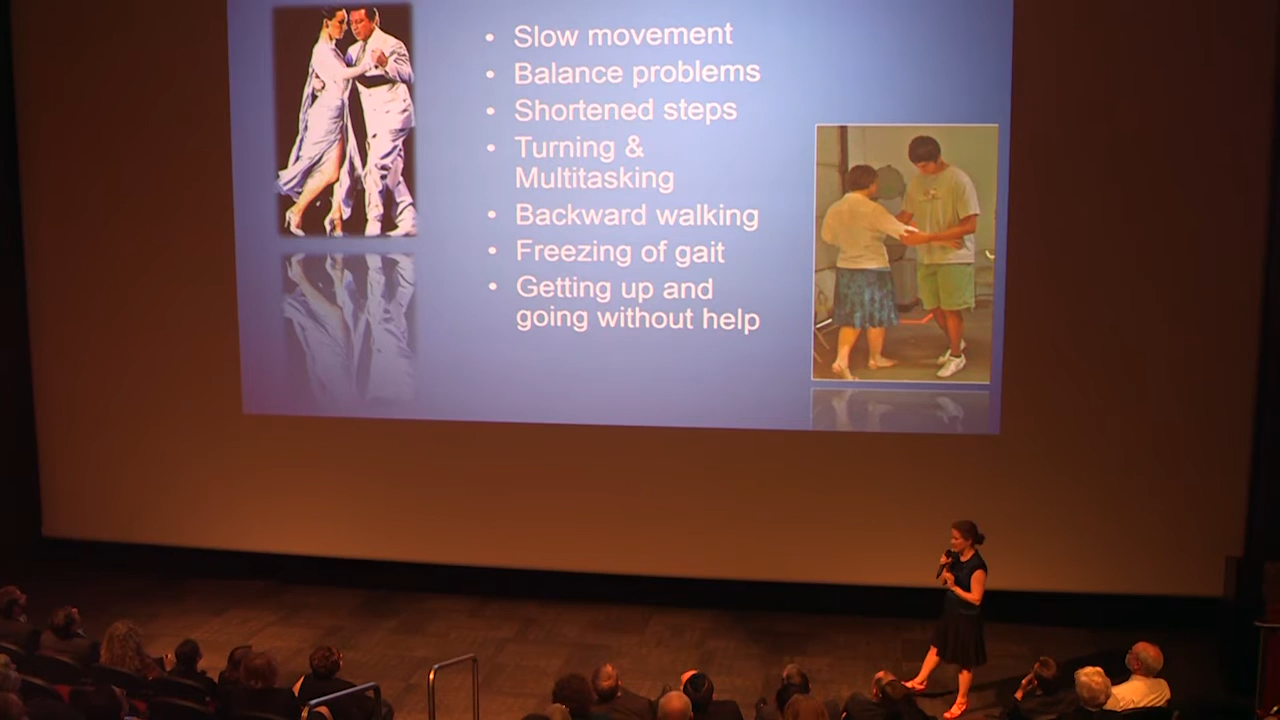 • Slow movement
• Balance problems
• Shortened steps
• Turning &
Multitasking
• Backward walking
• Freezing of gait
• Getting up and
going without help